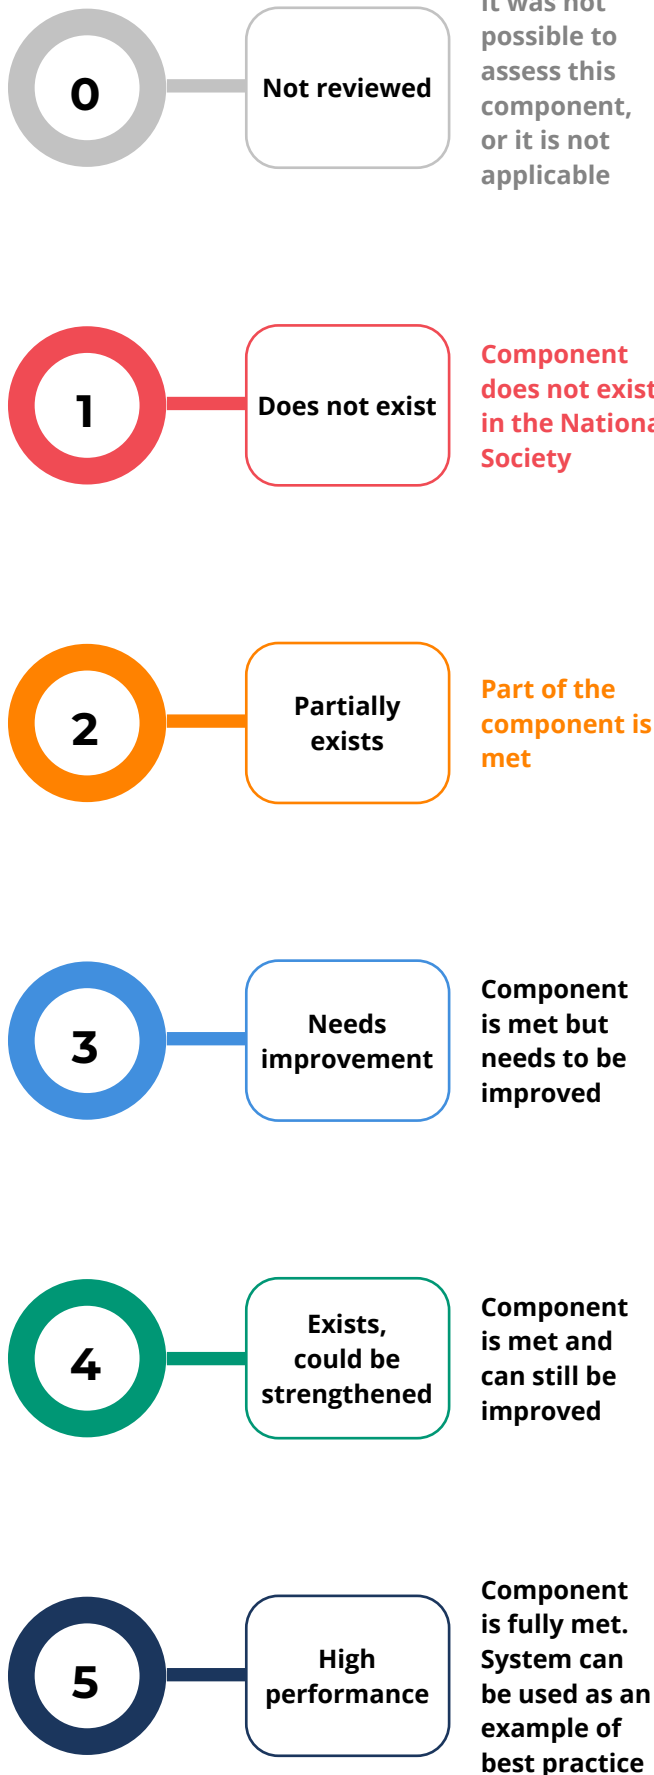 0
Not reviewed
It was not
possible to
assess this
component,
or it is not
applicable
1
Does not exist
Component
does not exist
in the Nationa
Society
2
Partially
exists
Part of the
component is
met
3
Needs
improvement
Component
is met but
needs to be
improved
4
Exists,
could be
strengthened
Component
is met and
can still be
improved
5
High
performance
Component
is fully met.
System can
be used as an
example of
best practice